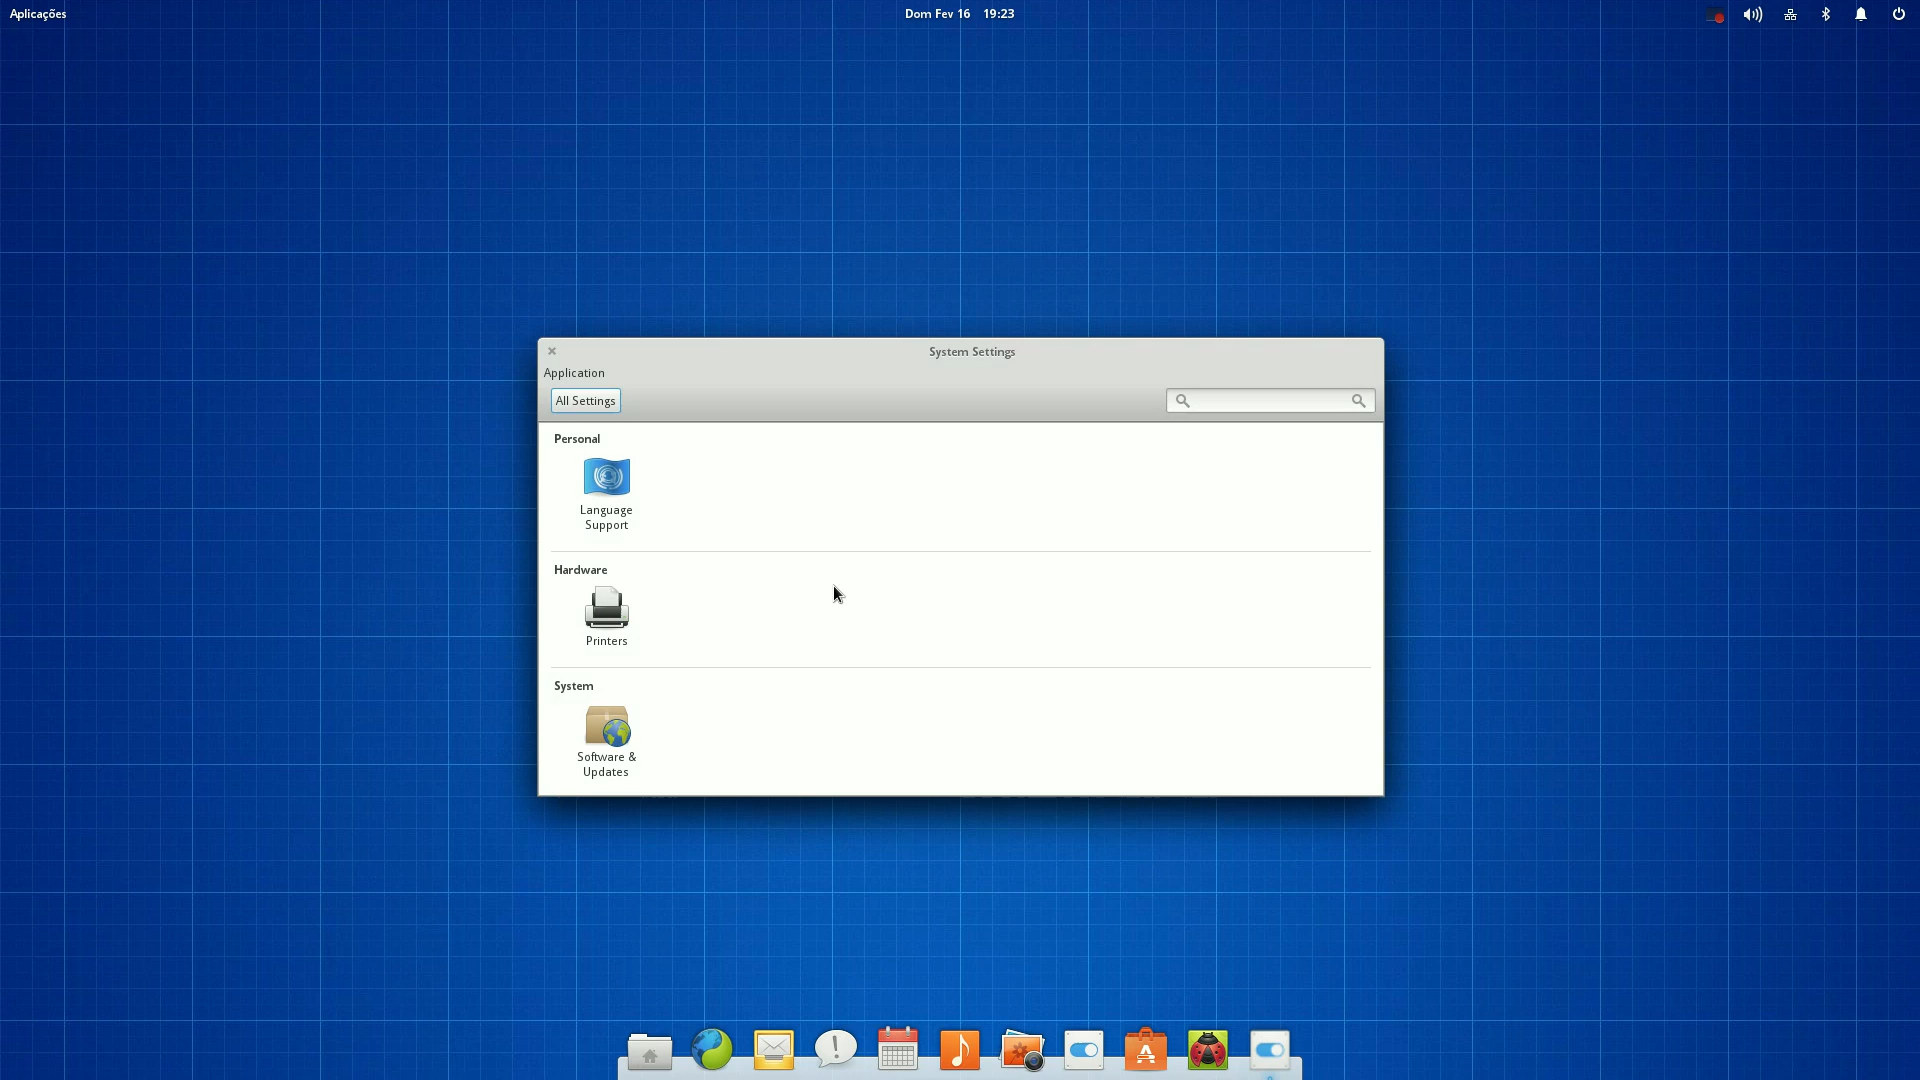 Aplicações
Dom Fev 16 19:23
System Settings
Application
All Settings
Personal
Language
Support
Hardware
Printers
System
Software &
Updates